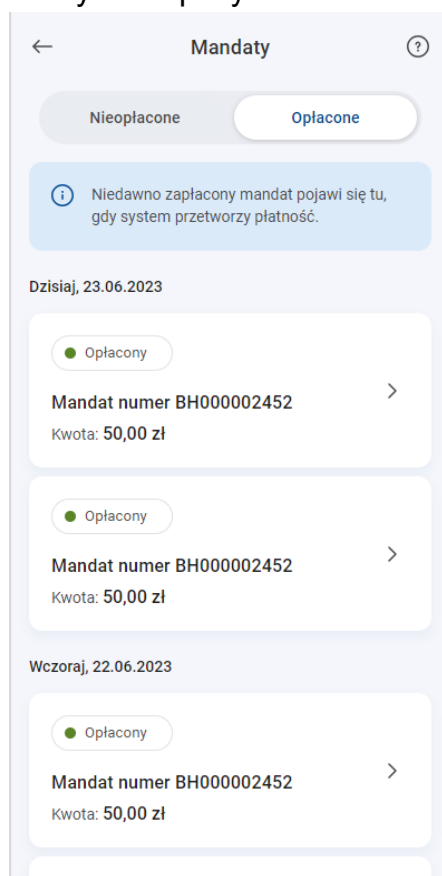 Mandaty
Nieopłacone
Opłacone
Niedawno zapłacony mandat pojawi się tu,
gdy system przetworzy płatność.
Dzisiaj, 23.06.2023
Opłacony
Mandat numer BH000002452
Kwota: 50,00 zł
Opłacony
Mandat numer BH000002452
Kwota: 50,00 zł
Wczoraj, 22.06.2023
Opłacony
Mandat numer BH000002452
Kwota: 50,00 zł